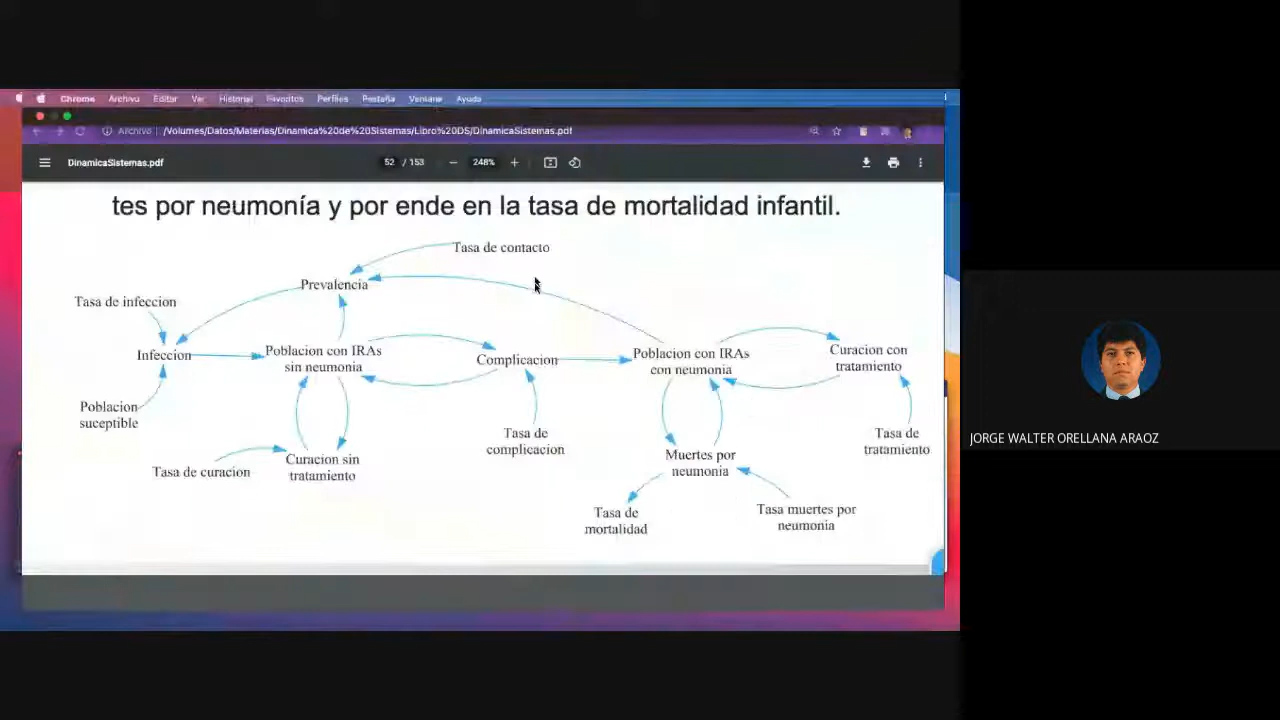 Chrome Archivo Editar Ver Historial Favoritos Perfiles Pestaña Ventana Ayuda
Archivo | /Volumes/Datos/Materias/Dinamica%20de%20Sistemas/Libro%20DS/DinamicaSistemas.pdf
DinamicaSistemas.pdf 52 / 153 248%
tes por neumonía y por ende en la tasa de mortalidad infantil.
Tasa de contacto
Prevalencia
Tasa de infeccion
Infeccion
Poblacion con IRAs
sin neumonia
Complicacion
Poblacion con IRAs
con neumonia
Curacion con
tratamiento
Poblacion
suceptible
Tasa de curacion
Curacion sin
tratamiento
Tasa de
complicacion
Muertes por
neumonia
Tasa de
tratamiento
Tasa de
mortalidad
Tasa muertes por
neumonia
JORGE WALTER ORELLANA ARAOZ